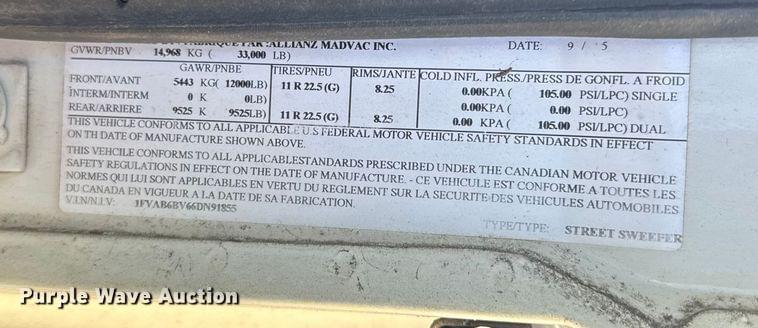 FABRIQUE PAR :ALLIANZ MADVAC INC.
GVWR/PNBV 14,968 KG ( 33,000 LB) DATE: 9 / 5
GAWR/PNBE TIRES/PNEU RIMS/JANTE COLD INFL. PRESS./PRESS DE GONFL. A FROID
FRONT/AVANT 5443 KG( 12000LB) 11 R 22.5 (G) 8.25 0.00KPA ( 105.00 PSI/LPC) SINGLE
INTERM/INTERM 0 K 0LB) 0.00KPA ( 0.00 PSI/LPC)
REAR/ARRIERE 9525 K 9525LB) 11 R 22.5 (G) 8.25 0.00 KPA ( 105.00 PSI/LPC) DUAL
THIS VEHICLE CONFORMS TO ALL APPLICABLE U.S FEDERAL MOTOR VEHICLE SAFETY STANDARDS IN EFFECT
ON TH DATE OF MANUFACTURE SHOWN ABOVE.
THIS VEHCILE CONFORMS TO ALL APPLICABLESTANDARDS PRESCRIBED UNDER THE CANADIAN MOTOR VEHICLE
SAFETY REGULATIONS IN EFFECT ON THE DATE OF MANUFACTURE. - CE VEHICULE EST CONFORME A TOUTES LES
NORMES QUI LUI SONT APPLICABLES EN VERTU DU REGLEMENT SUR LA SECURITE DES VEHICULES AUTOMOBILES
DU CANADA EN VIGUEUR A LA DATE DE SA FABRICATION.
V.I.N/N.I.V: 1FVAB6BV66DN91855
TYPE/TYPE: STREET SWEEPER
Purple Wave Auction